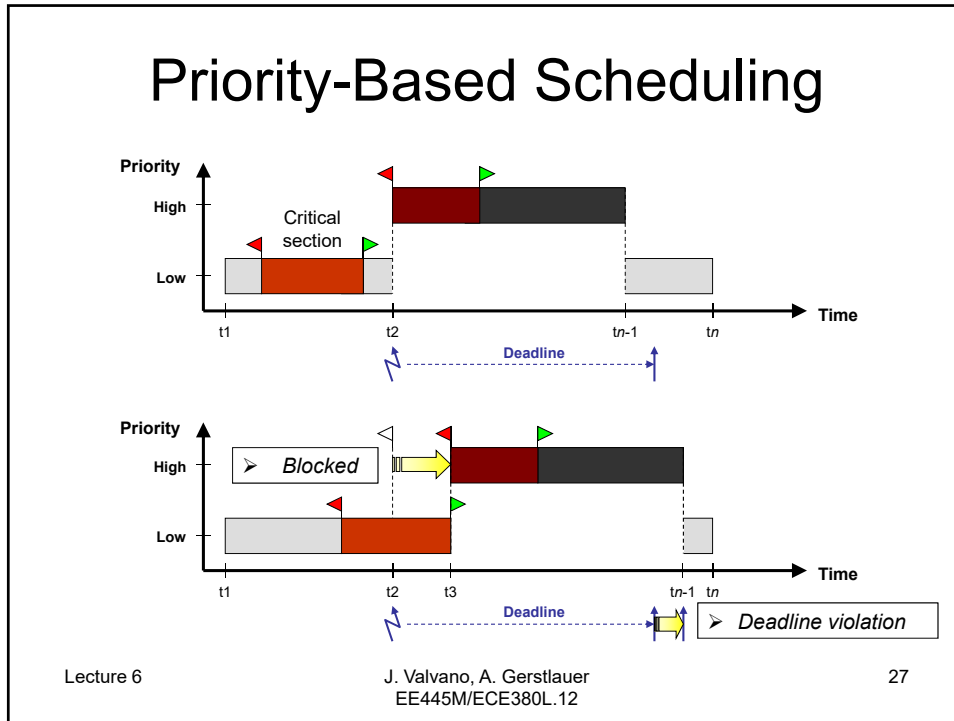 Priority-Based Scheduling
Priority
High
Critical
section
Low
Time
t1 t2 tn-1 tn
Deadline
Priority
High
➢ Blocked
Low
Time
t1 t2 t3 tn-1 tn
Deadline
➢ Deadline violation
Lecture 6
J. Valvano, A. Gerstlauer
EE445M/ECE380L.12
27